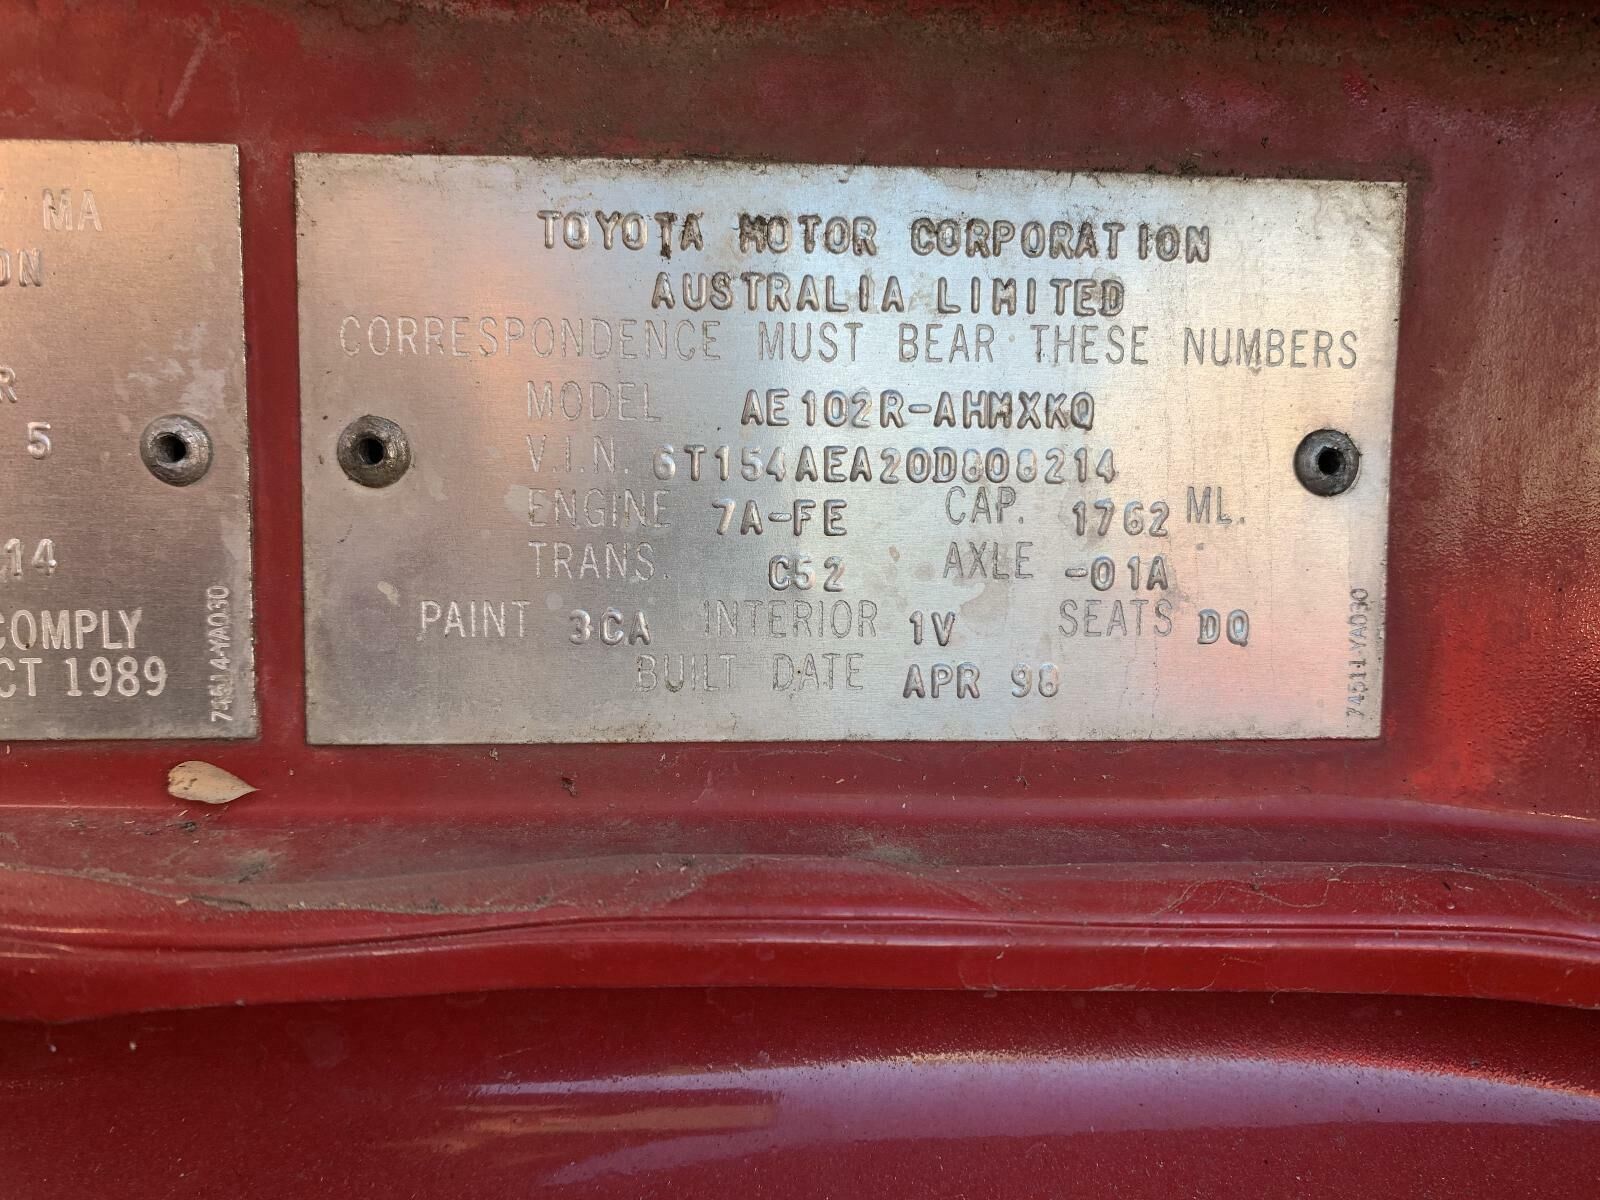 MA
ON
R
5
14
COMPLY
CT 1989
74514-YA030
TOYOTA MOTOR CORPORATION
AUSTRALIA LIMITED
CORRESPONDENCE MUST BEAR THESE NUMBERS
MODEL AE102R-AHMXKQ
V.I.N. 6T154AEA20D808214
ENGINE 7A-FE CAP. 1762 ML.
TRANS. C52 AXLE -01A
PAINT 3CA INTERIOR 1V SEATS DQ
BUILT DATE APR 98
74511-YA030